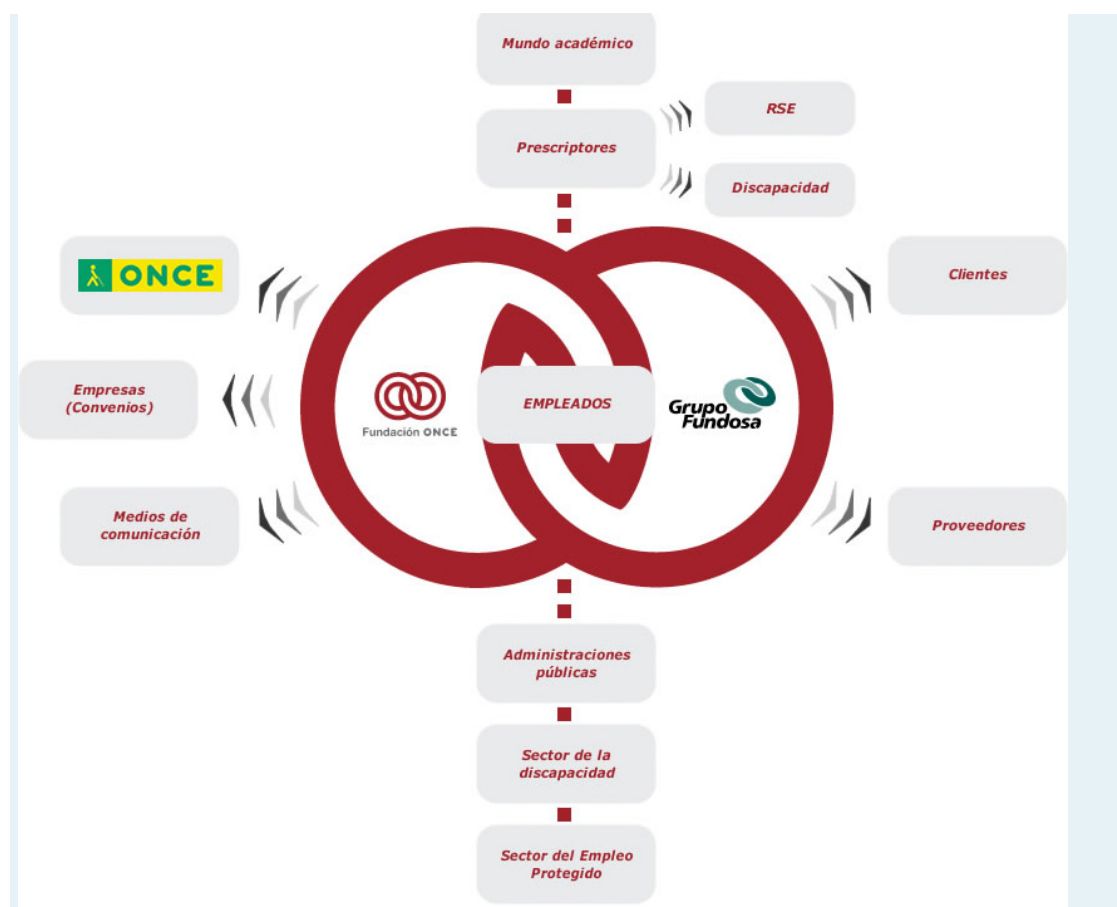 Mundo académico
RSE
Prescriptores
Discapacidad
ONCE
Clientes
Empresas
(Convenios)
Fundación ONCE
EMPLEADOS
Grupo
Fundosa
Medios de
comunicación
Proveedores
Administraciones
públicas
Sector de la
discapacidad
Sector del Empleo
Protegido